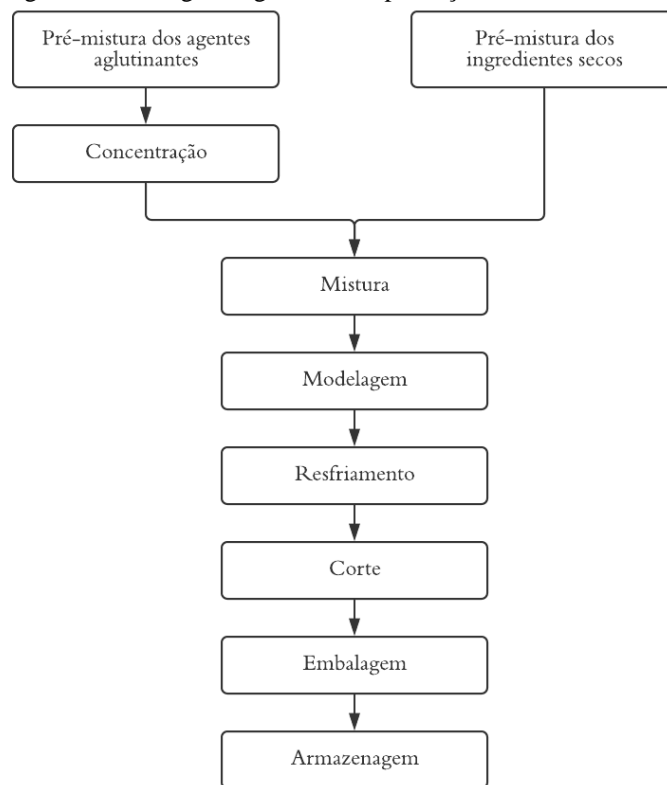 Pré-mistura dos agentes
aglutinantes
Pré-mistura dos
ingredientes secos
Concentração
Mistura
Modelagem
Resfriamento
Corte
Embalagem
Armazenagem